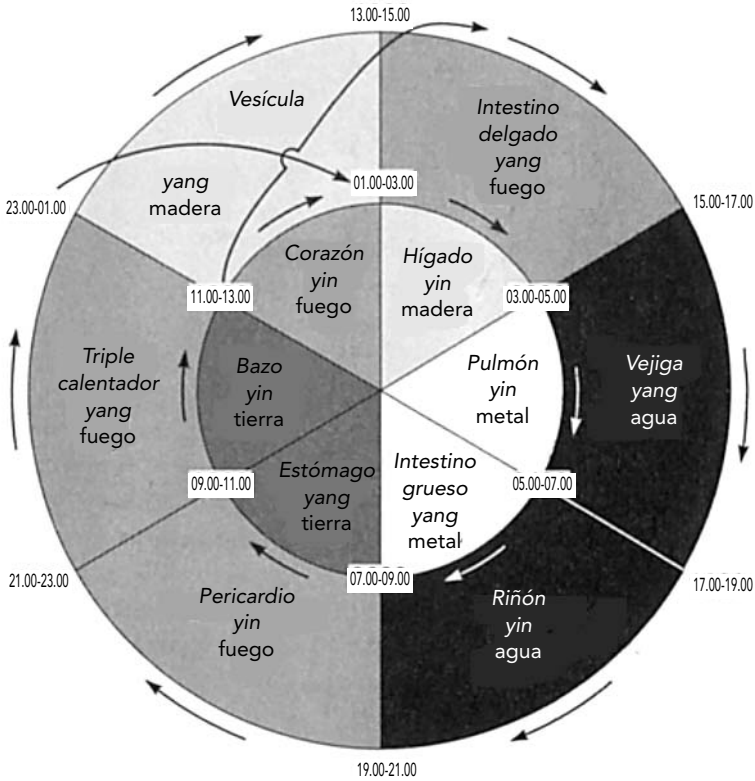 13.00-15.00
Vesícula
yang
madera
Intestino
delgado
yang
fuego
01.00-03.00
23.00-01.00
15.00-17.00
Corazón
yin
fuego
Hígado
yin
madera
11.00-13.00
03.00-05.00
Triple
calentador
yang
fuego
Bazo
yin
tierra
Pulmón
yin
metal
Vejiga
yang
agua
Estómago
yang
tierra
Intestino
grueso
yang
metal
09.00-11.00
05.00-07.00
07.00-09.00
21.00-23.00
17.00-19.00
Pericardio
yin
fuego
Riñón
yin
agua
19.00-21.00